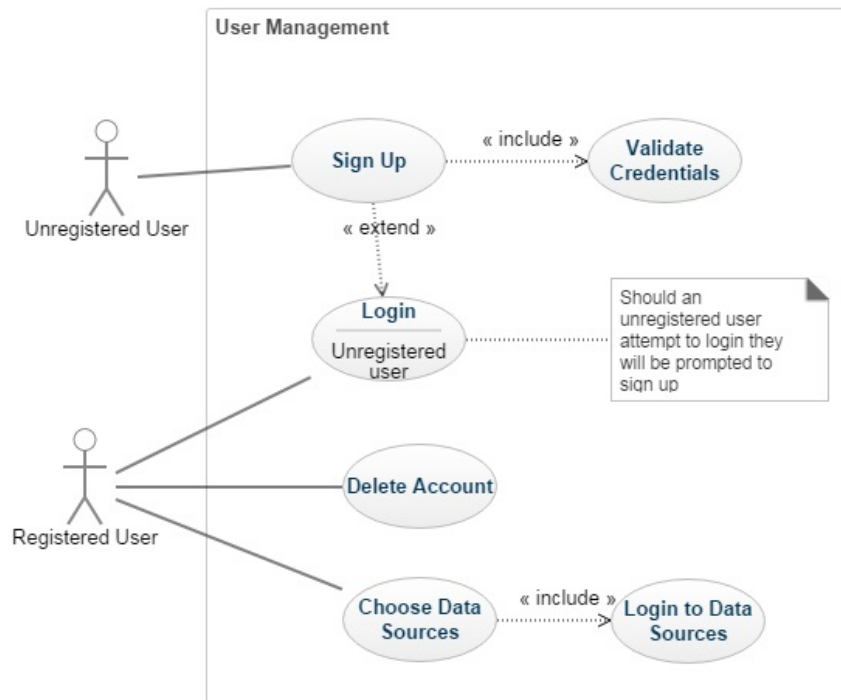 User Management
Sign Up
« include »
Validate
Credentials
Unregistered User
« extend »
Login
Unregistered
user
Should an
unregistered user
attempt to login they
will be prompted to
sign up
Delete Account
Registered User
Choose Data
Sources
« include »
Login to Data
Sources